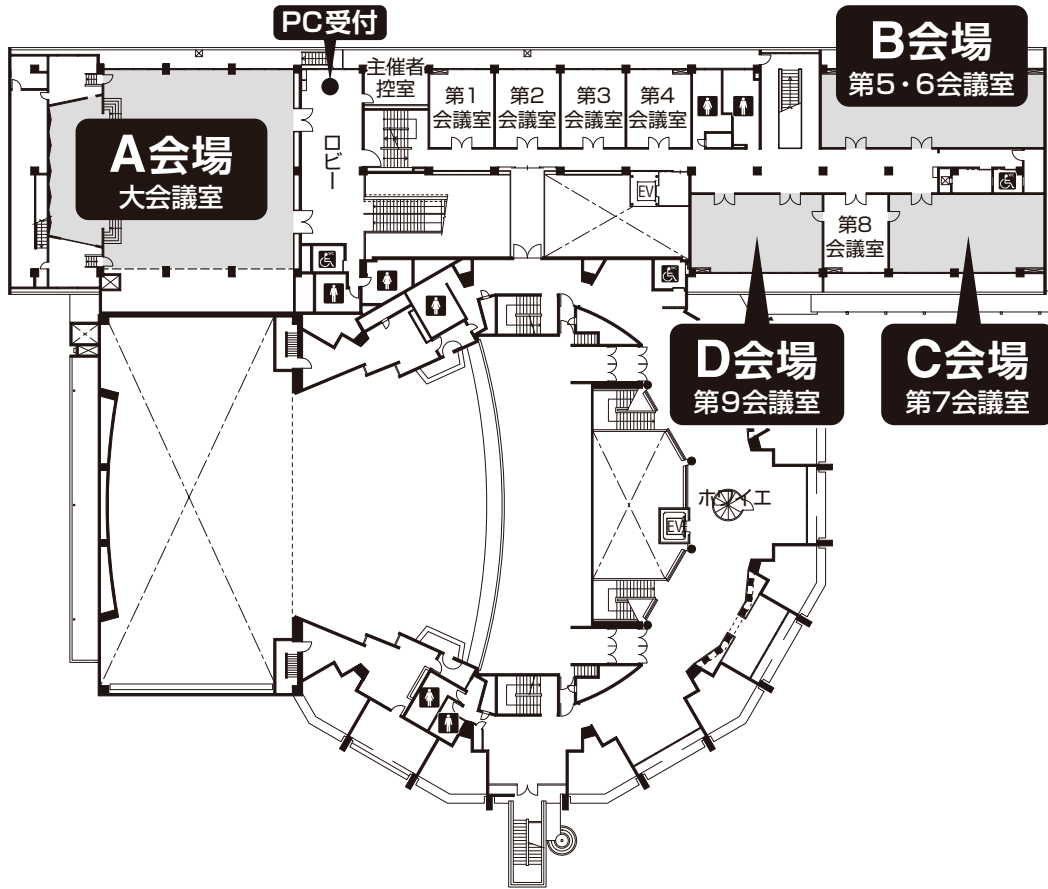 PC受付
B会場
第5・6会議室
主催者
控室
第1
会議室
第2
会議室
第3
会議室
第4
会議室
A会場
大会議室
ロビー
EV
第8
会議室
D会場
第9会議室
C会場
第7会議室
ホワイエ
EV